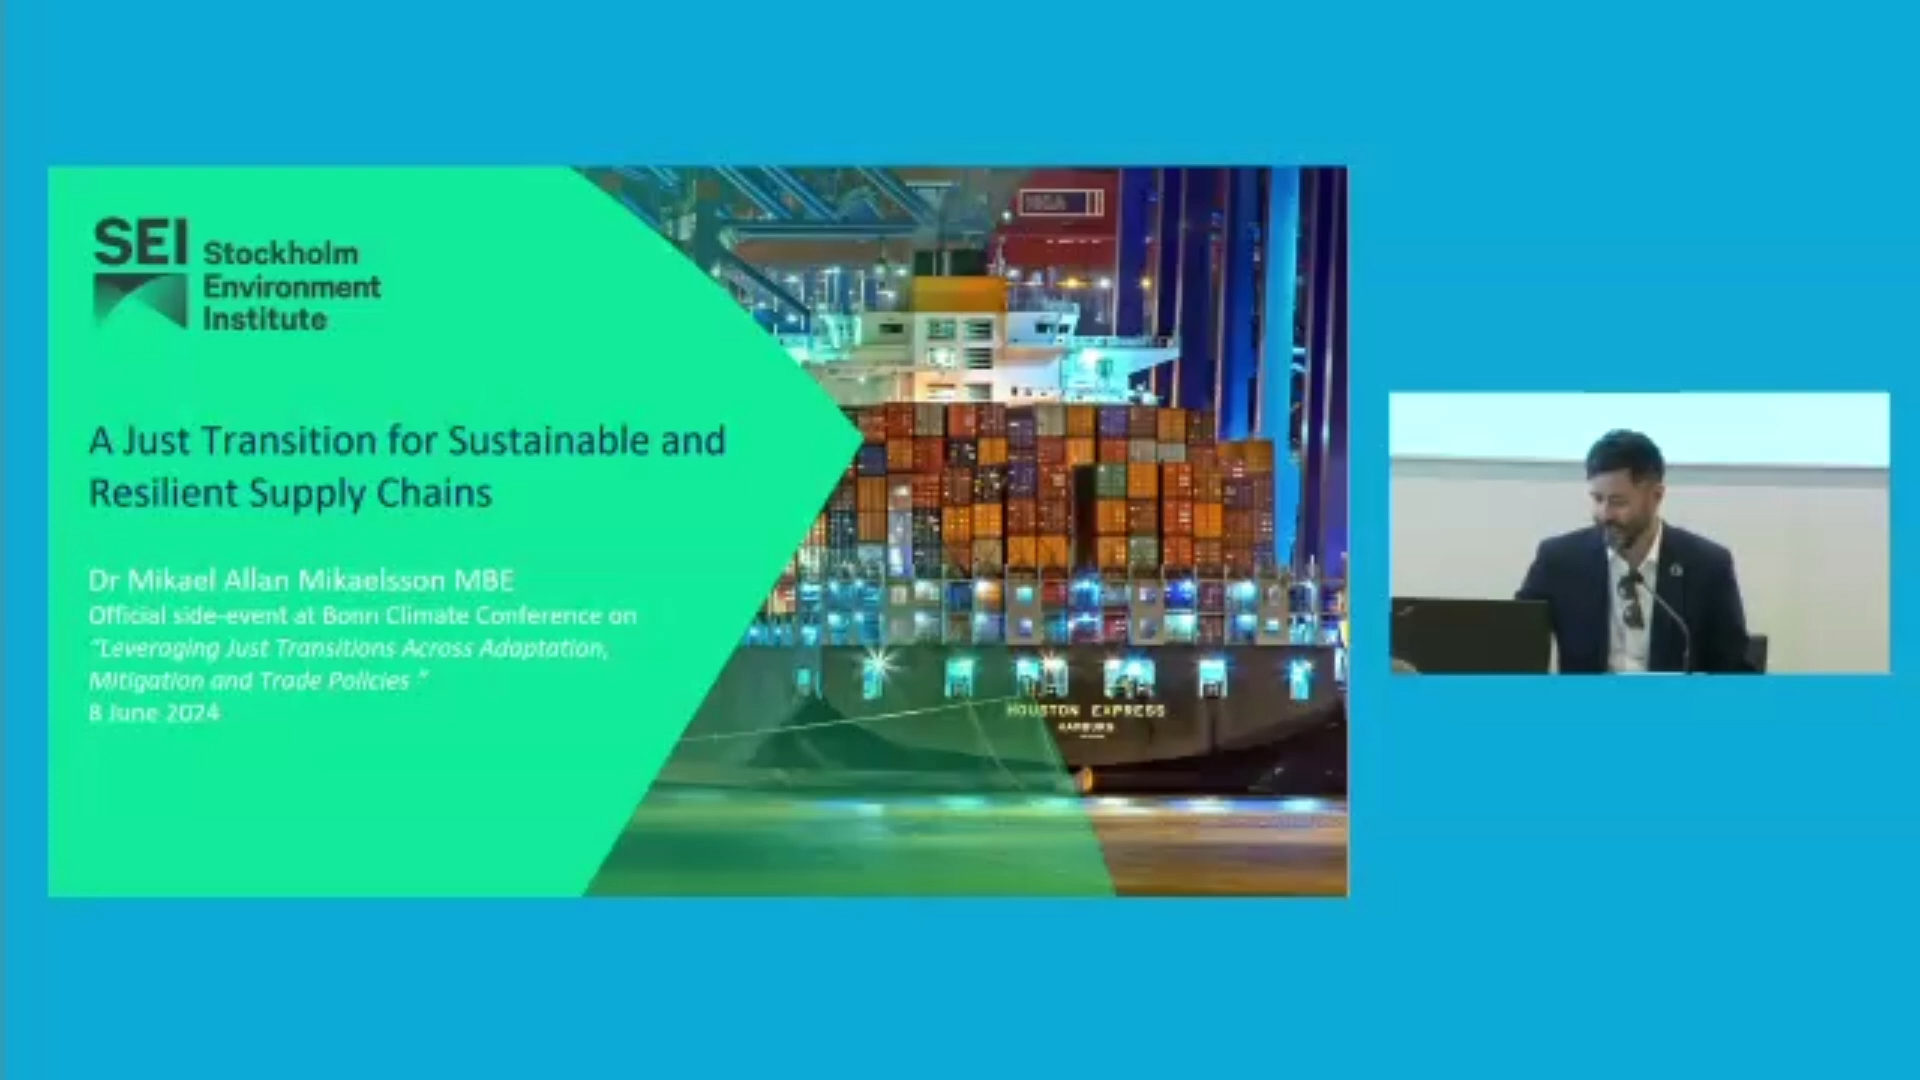 SEI
Stockholm
Environment
Institute
A Just Transition for Sustainable and
Resilient Supply Chains
Dr Mikael Allan Mikaelsson MBE
Official side-event at Bonn Climate Conference on
“Leveraging Just Transitions Across Adaptation,
Mitigation and Trade Policies ”
8 June 2024
HOUSTON EXPRESS
HAMBURG